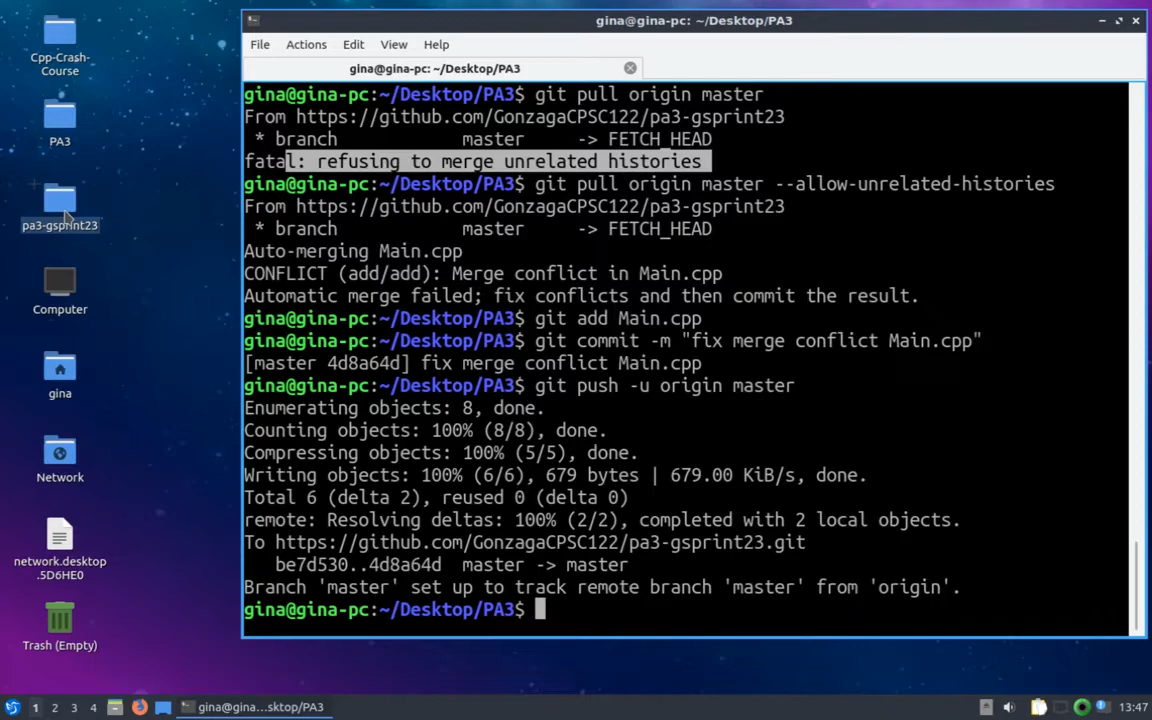 Cpp-Crash-
Course
PA3
pa3-gsprint23
Computer
gina
Network
network.desktop
.5D6HE0
Trash (Empty)
gina@gina-pc: ~/Desktop/PA3
File Actions Edit View Help
gina@gina-pc: ~/Desktop/PA3
gina@gina-pc:~/Desktop/PA3$ git pull origin master
From https://github.com/GonzagaCPSC122/pa3-gsprint23
* branch master -> FETCH_HEAD
fatal: refusing to merge unrelated histories
gina@gina-pc:~/Desktop/PA3$ git pull origin master --allow-unrelated-histories
From https://github.com/GonzagaCPSC122/pa3-gsprint23
* branch master -> FETCH_HEAD
Auto-merging Main.cpp
CONFLICT (add/add): Merge conflict in Main.cpp
Automatic merge failed; fix conflicts and then commit the result.
gina@gina-pc:~/Desktop/PA3$ git add Main.cpp
gina@gina-pc:~/Desktop/PA3$ git commit -m "fix merge conflict Main.cpp"
[master 4d8a64d] fix merge conflict Main.cpp
gina@gina-pc:~/Desktop/PA3$ git push -u origin master
Enumerating objects: 8, done.
Counting objects: 100% (8/8), done.
Compressing objects: 100% (5/5), done.
Writing objects: 100% (6/6), 679 bytes | 679.00 KiB/s, done.
Total 6 (delta 2), reused 0 (delta 0)
remote: Resolving deltas: 100% (2/2), completed with 2 local objects.
To https://github.com/GonzagaCPSC122/pa3-gsprint23.git
be7d530..4d8a64d master -> master
Branch 'master' set up to track remote branch 'master' from 'origin'.
gina@gina-pc:~/Desktop/PA3$
1 2 3 4 gina@gina...sktop/PA3 13:47